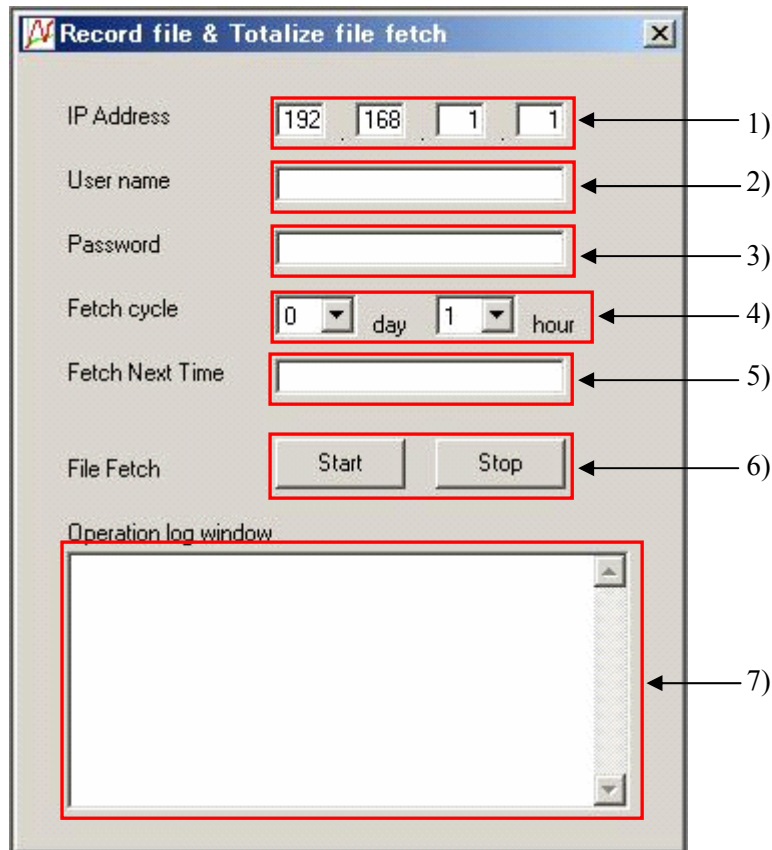 Record file & Totalize file fetch
IP Address 192 . 168 . 1 . 1 1)
User name 2)
Password 3)
Fetch cycle 0 day 1 hour 4)
Fetch Next Time 5)
File Fetch Start Stop 6)
Operation log window
7)